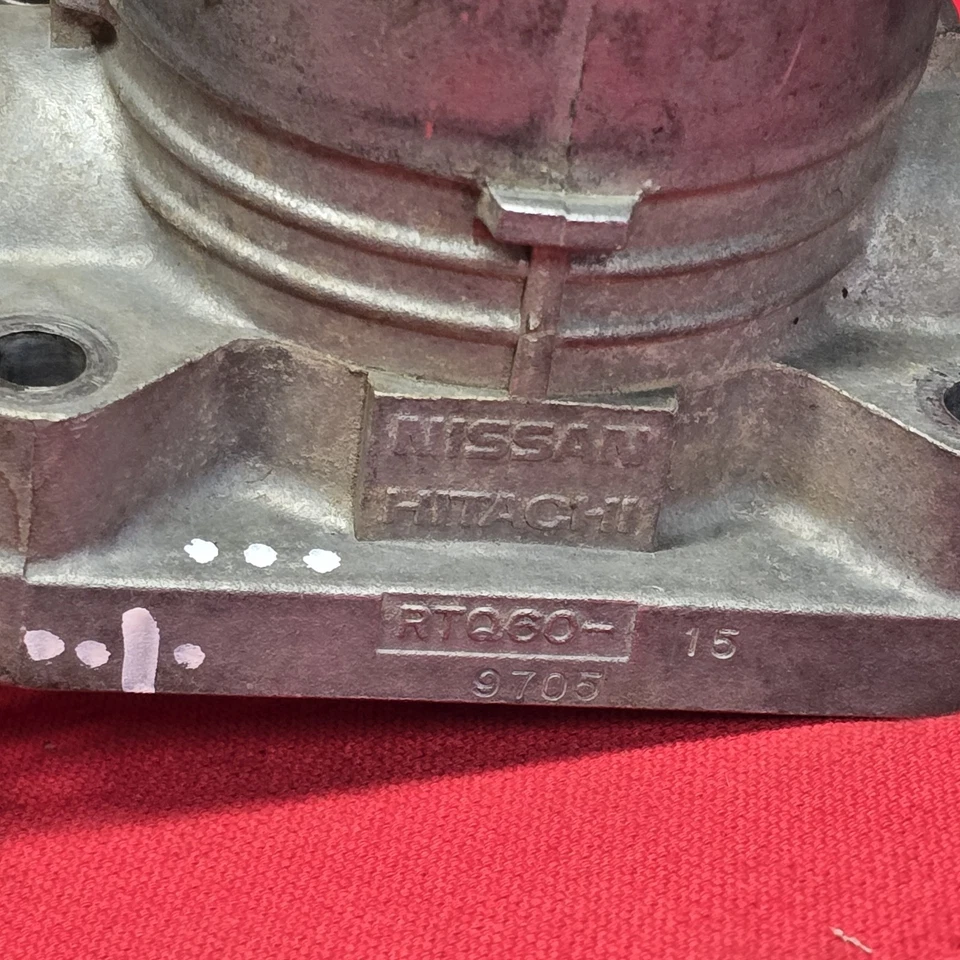 NISSAN
HITACHI
RTQ60- 15
9705